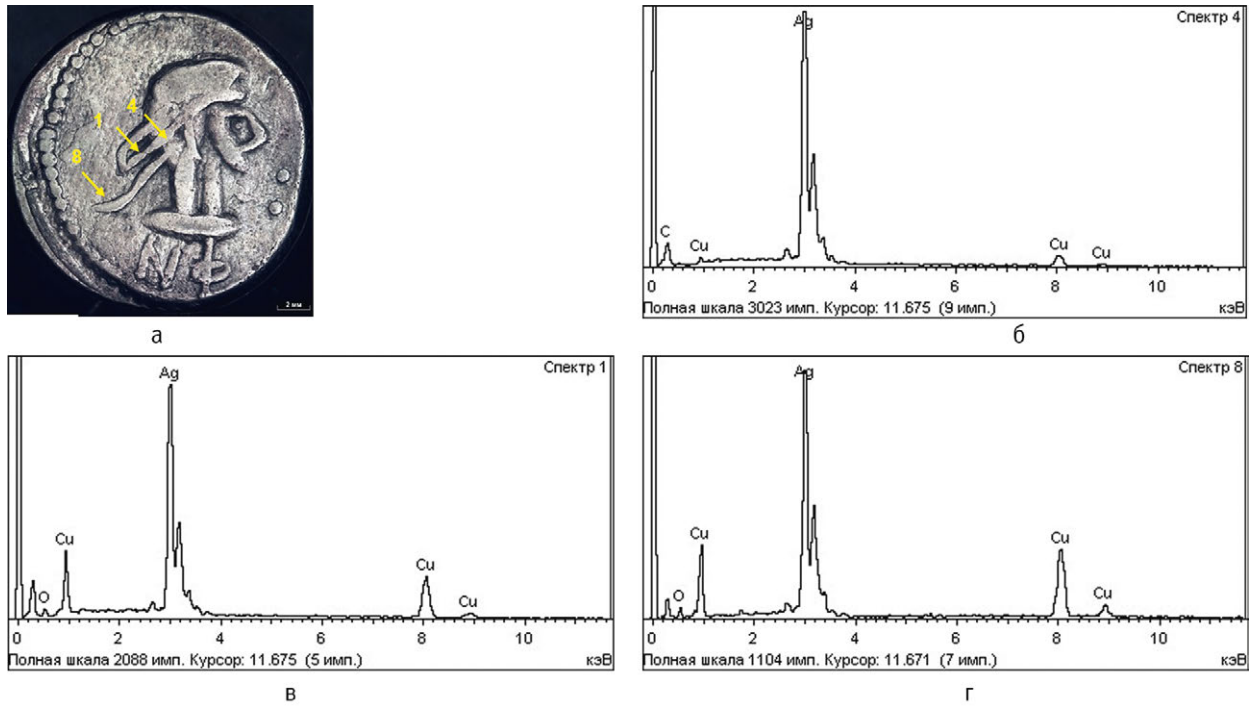 4
1
8
2 мм
а
Спектр 4
Ag
C
Cu
Cu
Cu
0 2 4 6 8 10
Полная шкала 3023 имп. Курсор: 11.675 (9 имп.) кэВ
б
Спектр 1
Ag
Cu
O
Cu
Cu
0 2 4 6 8 10
Полная шкала 2088 имп. Курсор: 11.675 (5 имп.) кэВ
в
Спектр 8
Ag
Cu
O
Cu
Cu
0 2 4 6 8 10
Полная шкала 1104 имп. Курсор: 11.671 (7 имп.) кэВ
г